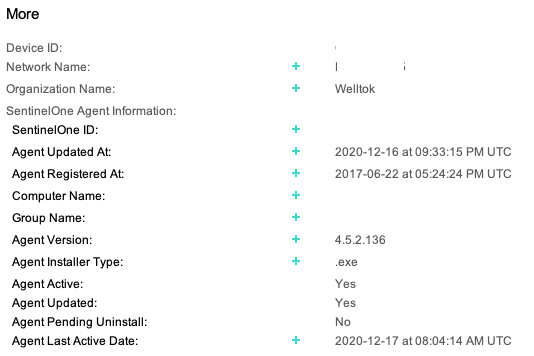 More
Device ID:
Network Name: +
Organization Name: + Welltok
SentinelOne Agent Information:
SentinelOne ID: +
Agent Updated At: + 2020-12-16 at 09:33:15 PM UTC
Agent Registered At: + 2017-06-22 at 05:24:24 PM UTC
Computer Name: +
Group Name: +
Agent Version: + 4.5.2.136
Agent Installer Type: + .exe
Agent Active: Yes
Agent Updated: Yes
Agent Pending Uninstall: No
Agent Last Active Date: + 2020-12-17 at 08:04:14 AM UTC